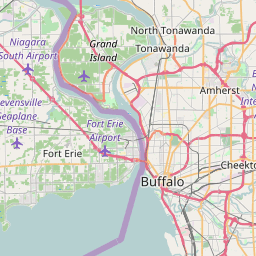 North Tonawanda
Niagara
South Airport
Grand
Island
Tonawanda
Amherst
Stevensville
Seaplane
Base
Fort Erie
Airport
Fort Erie
Cheekto
Buffalo